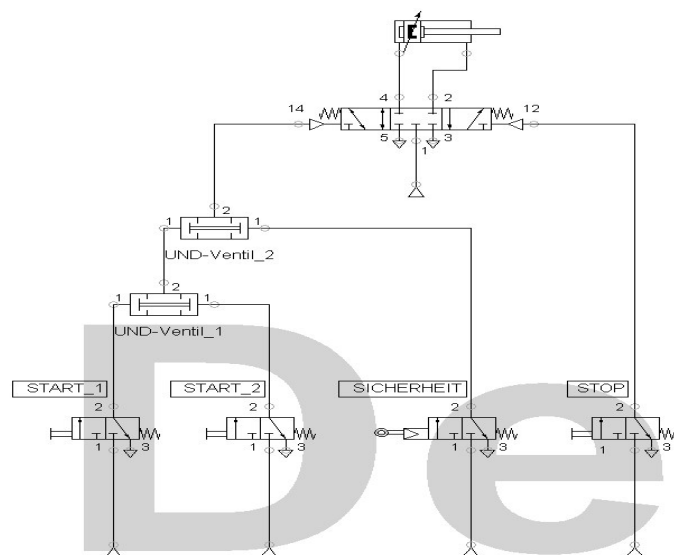 4 2
14 12
5 3
1
2
1 1
UND-Ventil_2
2
1 1
UND-Ventil_1
START_1 START_2 SICHERHEIT STOP
2 2 2 2
1 3 1 3 1 3 1 3
De